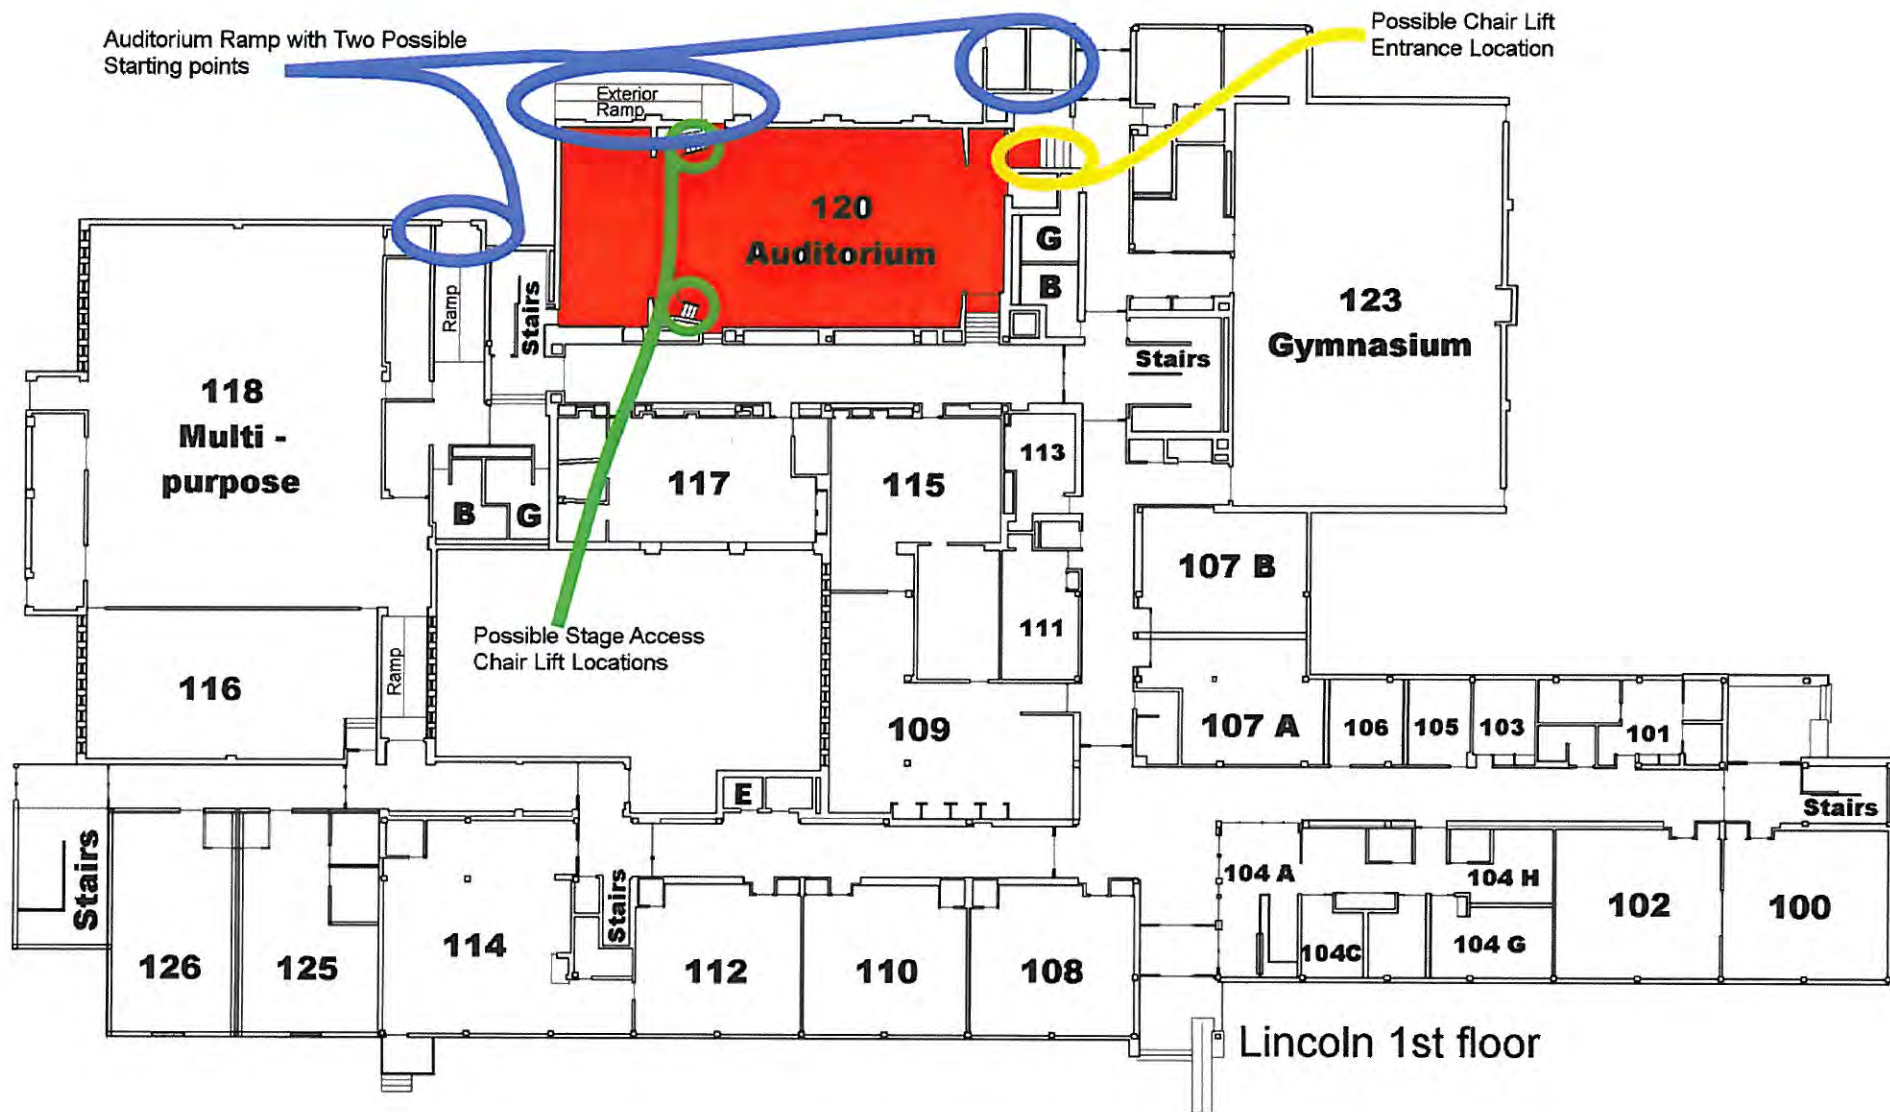 Auditorium Ramp with Two Possible
Starting points
Possible Chair Lift
Entrance Location
Exterior
Ramp
120
Auditorium
G
B
Ramp
Stairs
123
Gymnasium
Stairs
118
Multi -
purpose
B
G
117
115
113
107 B
111
Possible Stage Access
Chair Lift Locations
116
Ramp
109
107 A
106
105
103
101
E
Stairs
Stairs
126
125
114
Stairs
112
110
108
104 A
104 H
104C
104 G
102
100
Lincoln 1st floor